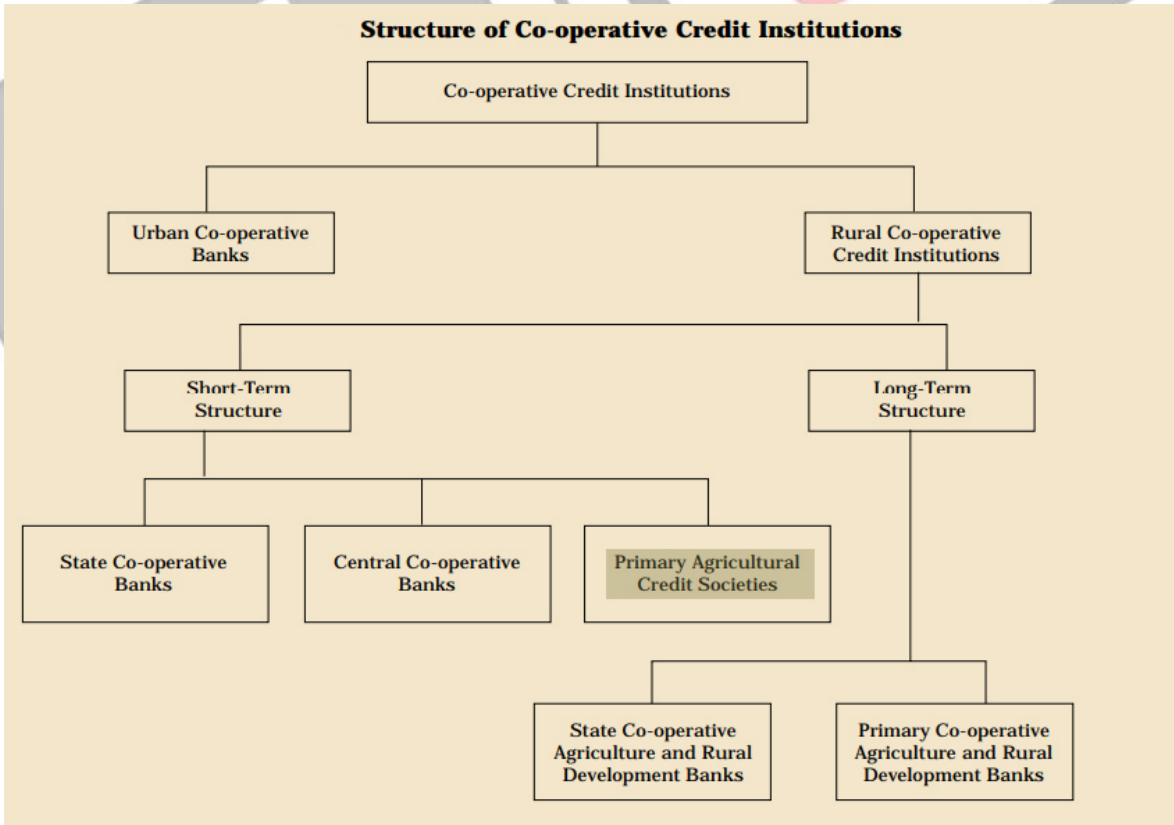 Structure of Co-operative Credit Institutions
Co-operative Credit Institutions
Urban Co-operative
Banks
Rural Co-operative
Credit Institutions
Short-Term
Structure
Long-Term
Structure
State Co-operative
Banks
Central Co-operative
Banks
Primary Agricultural
Credit Societies
State Co-operative
Agriculture and Rural
Development Banks
Primary Co-operative
Agriculture and Rural
Development Banks